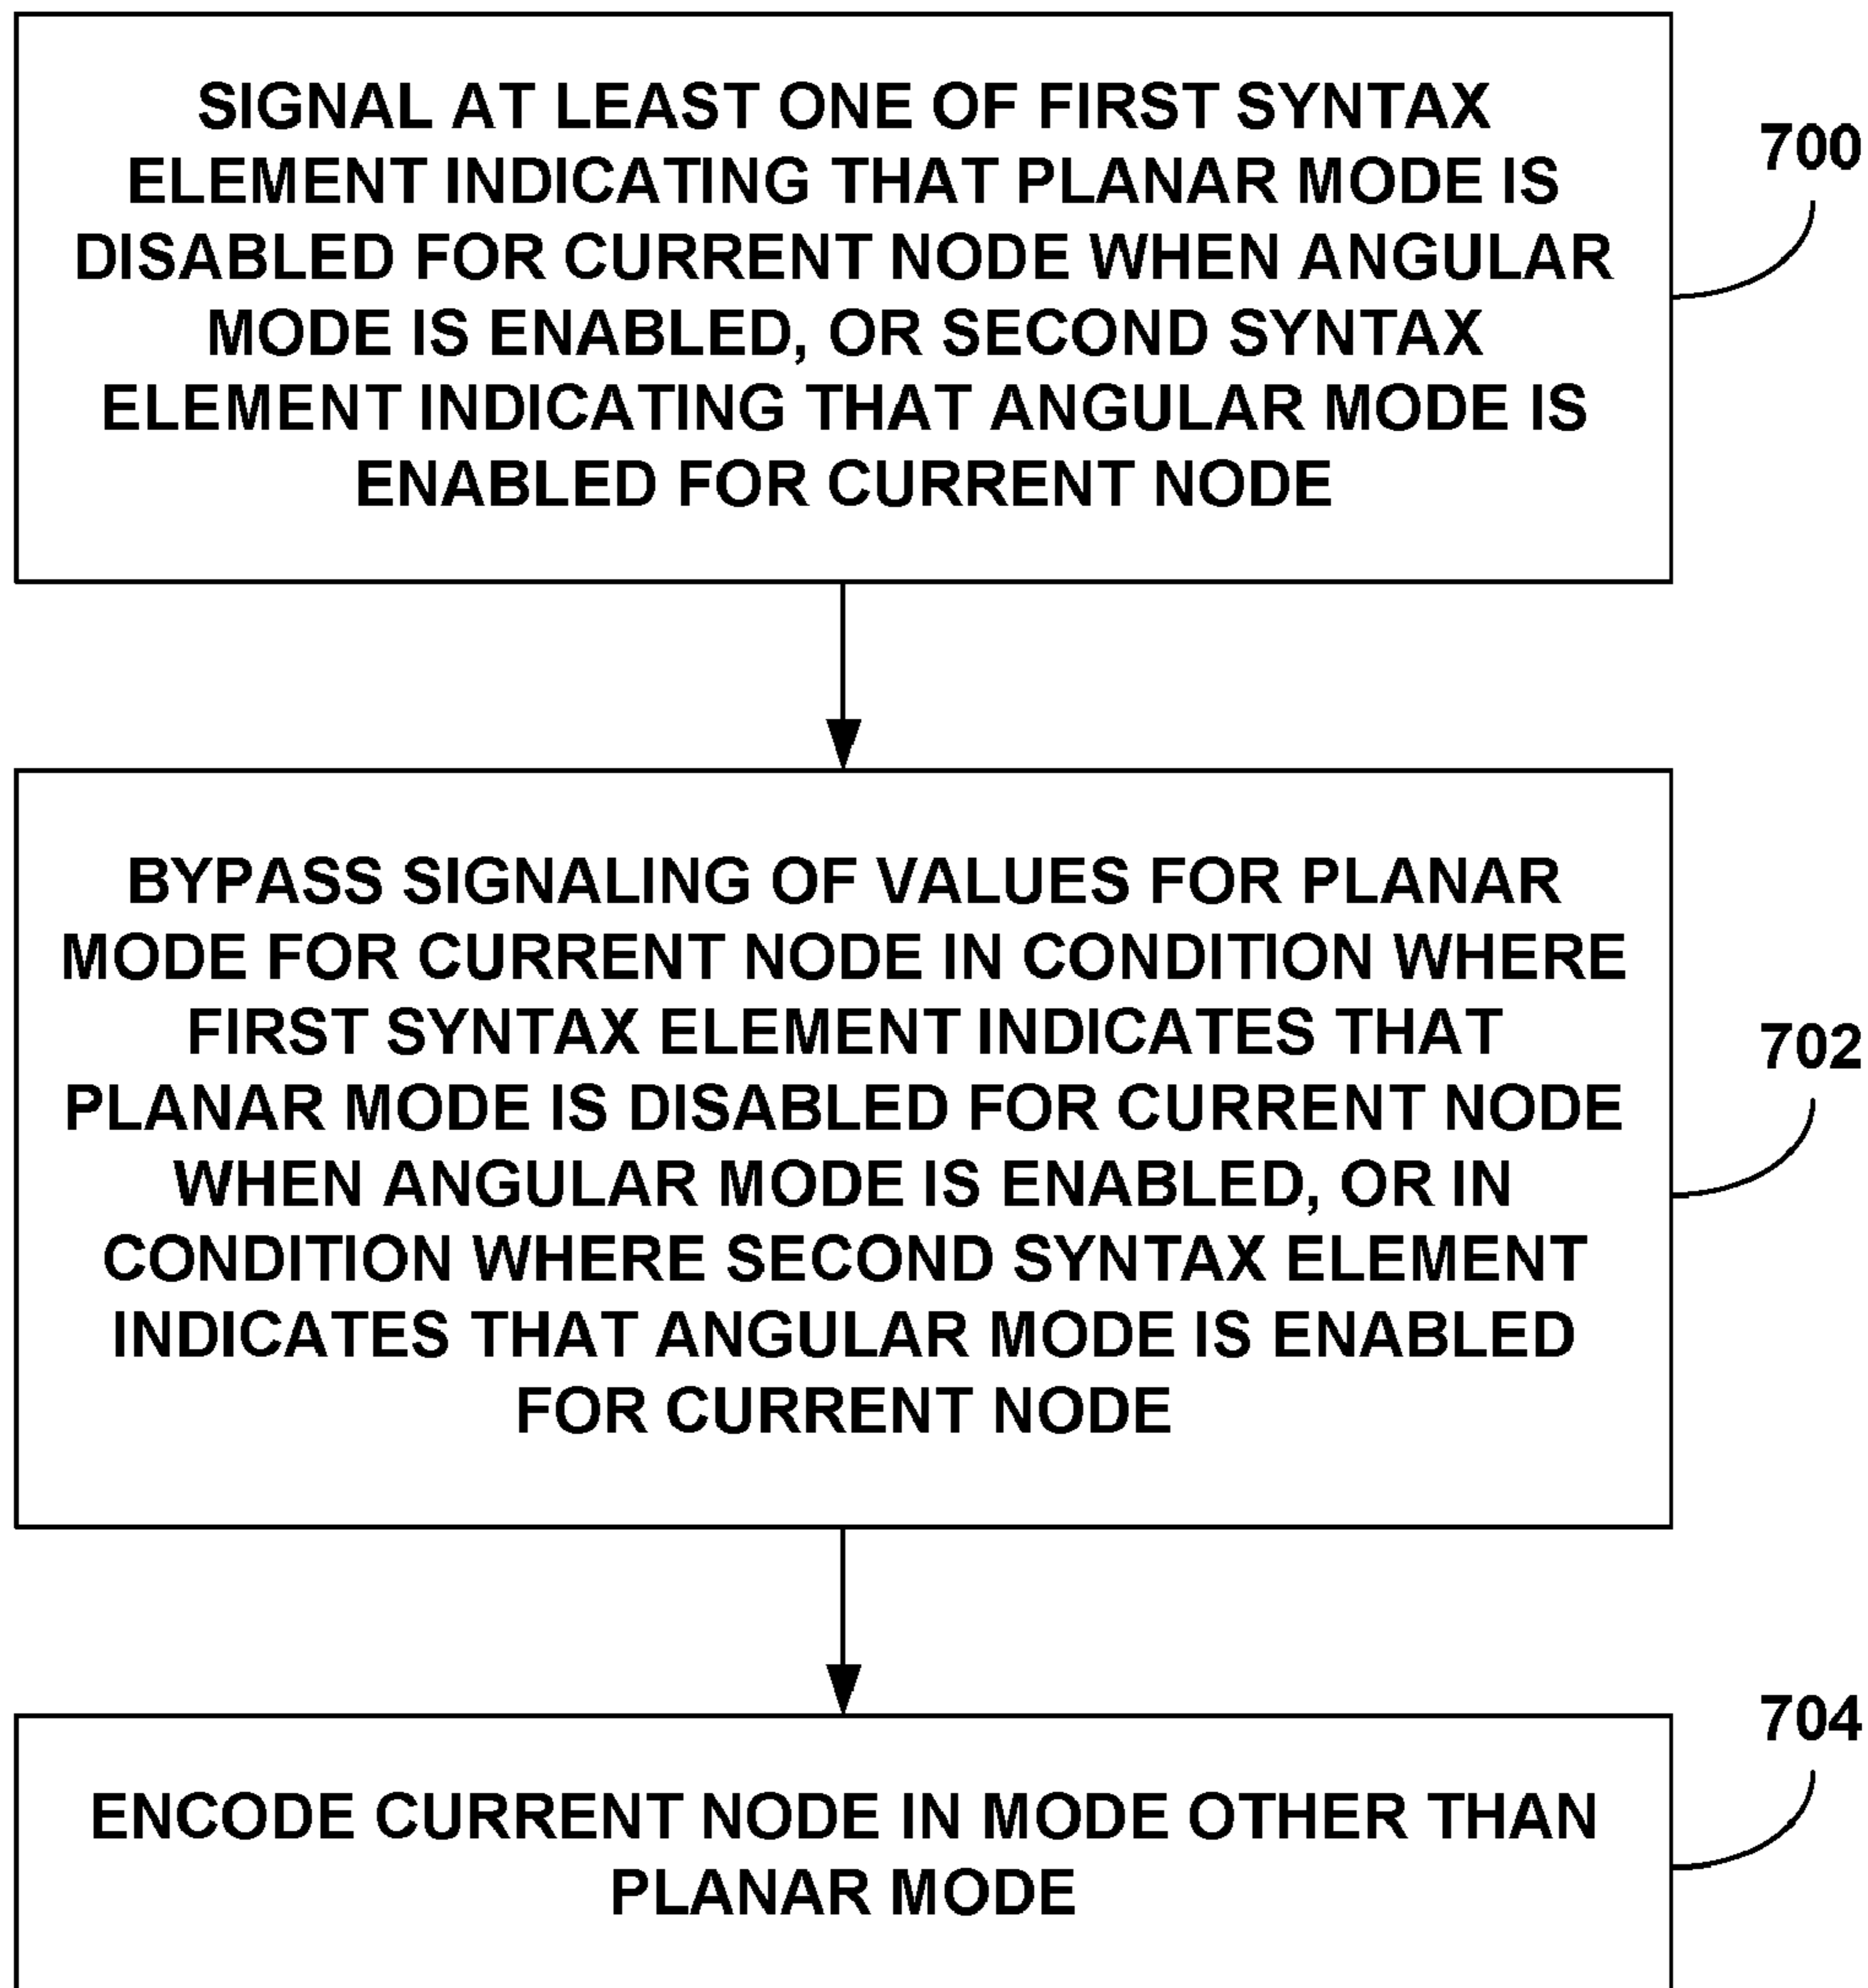 SIGNAL AT LEAST ONE OF FIRST SYNTAX
ELEMENT INDICATING THAT PLANAR MODE IS
DISABLED FOR CURRENT NODE WHEN ANGULAR
MODE IS ENABLED, OR SECOND SYNTAX
ELEMENT INDICATING THAT ANGULAR MODE IS
ENABLED FOR CURRENT NODE
700
BYPASS SIGNALING OF VALUES FOR PLANAR
MODE FOR CURRENT NODE IN CONDITION WHERE
FIRST SYNTAX ELEMENT INDICATES THAT
PLANAR MODE IS DISABLED FOR CURRENT NODE
WHEN ANGULAR MODE IS ENABLED, OR IN
CONDITION WHERE SECOND SYNTAX ELEMENT
INDICATES THAT ANGULAR MODE IS ENABLED
FOR CURRENT NODE
702
ENCODE CURRENT NODE IN MODE OTHER THAN
PLANAR MODE
704